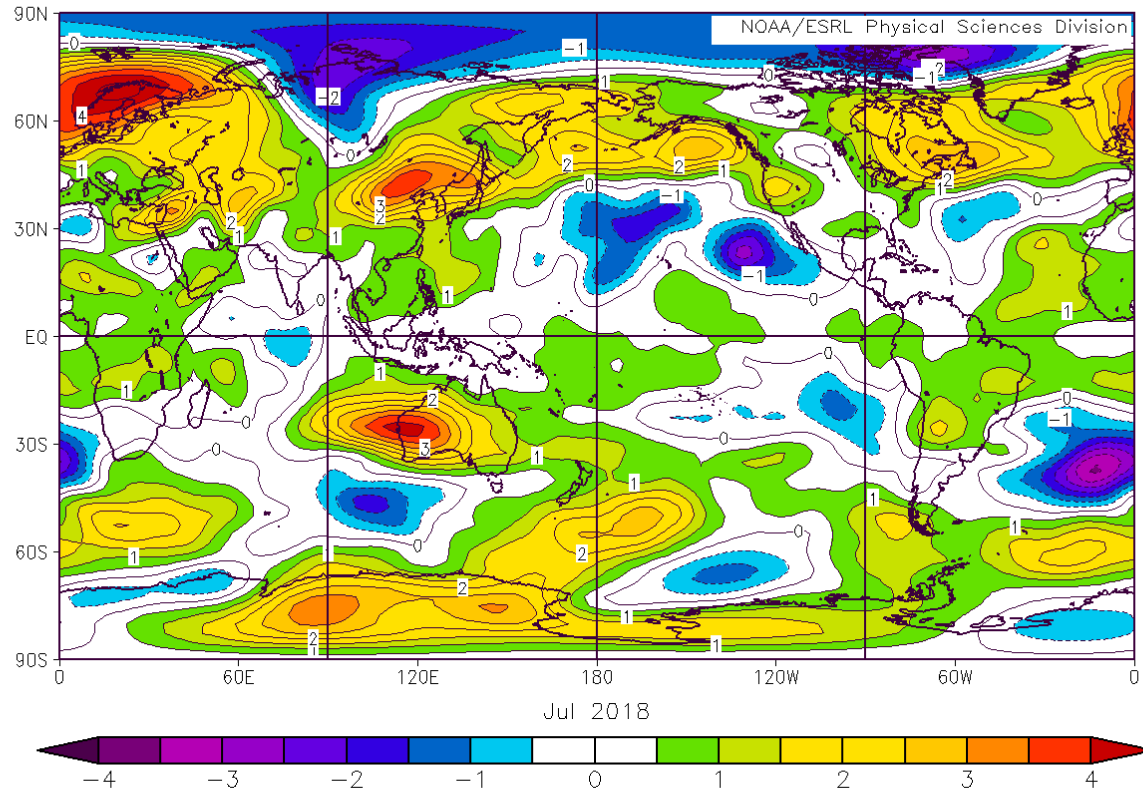 NOAA/ESRL Physical Sciences Division
90N
60N
30N
EQ
30S
60S
90S
0 60E 120E 180 120W 60W 0
Jul 2018
-4 -3 -2 -1 0 1 2 3 4